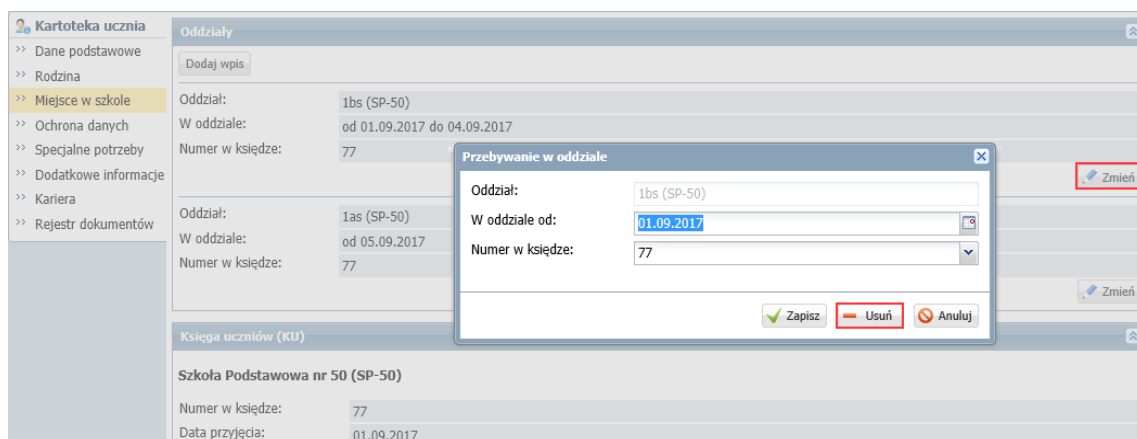 Kartoteka ucznia
>> Dane podstawowe
>> Rodzina
>> Miejsce w szkole
>> Ochrona danych
>> Specjalne potrzeby
>> Dodatkowe informacje
>> Kariera
>> Rejestr dokumentów
Oddziały
Dodaj wpis
Oddział: 1bs (SP-50)
W oddziale: od 01.09.2017 do 04.09.2017
Numer w księdze: 77
Zmień
Oddział: 1as (SP-50)
W oddziale: od 05.09.2017
Numer w księdze: 77
Zmień
Przebywanie w oddziale
Oddział: 1bs (SP-50)
W oddziale od: 01.09.2017
Numer w księdze: 77
Zapisz Usuń Anuluj
Księga uczniów (KU)
Szkoła Podstawowa nr 50 (SP-50)
Numer w księdze: 77
Data przyjęcia: 01.09.2017